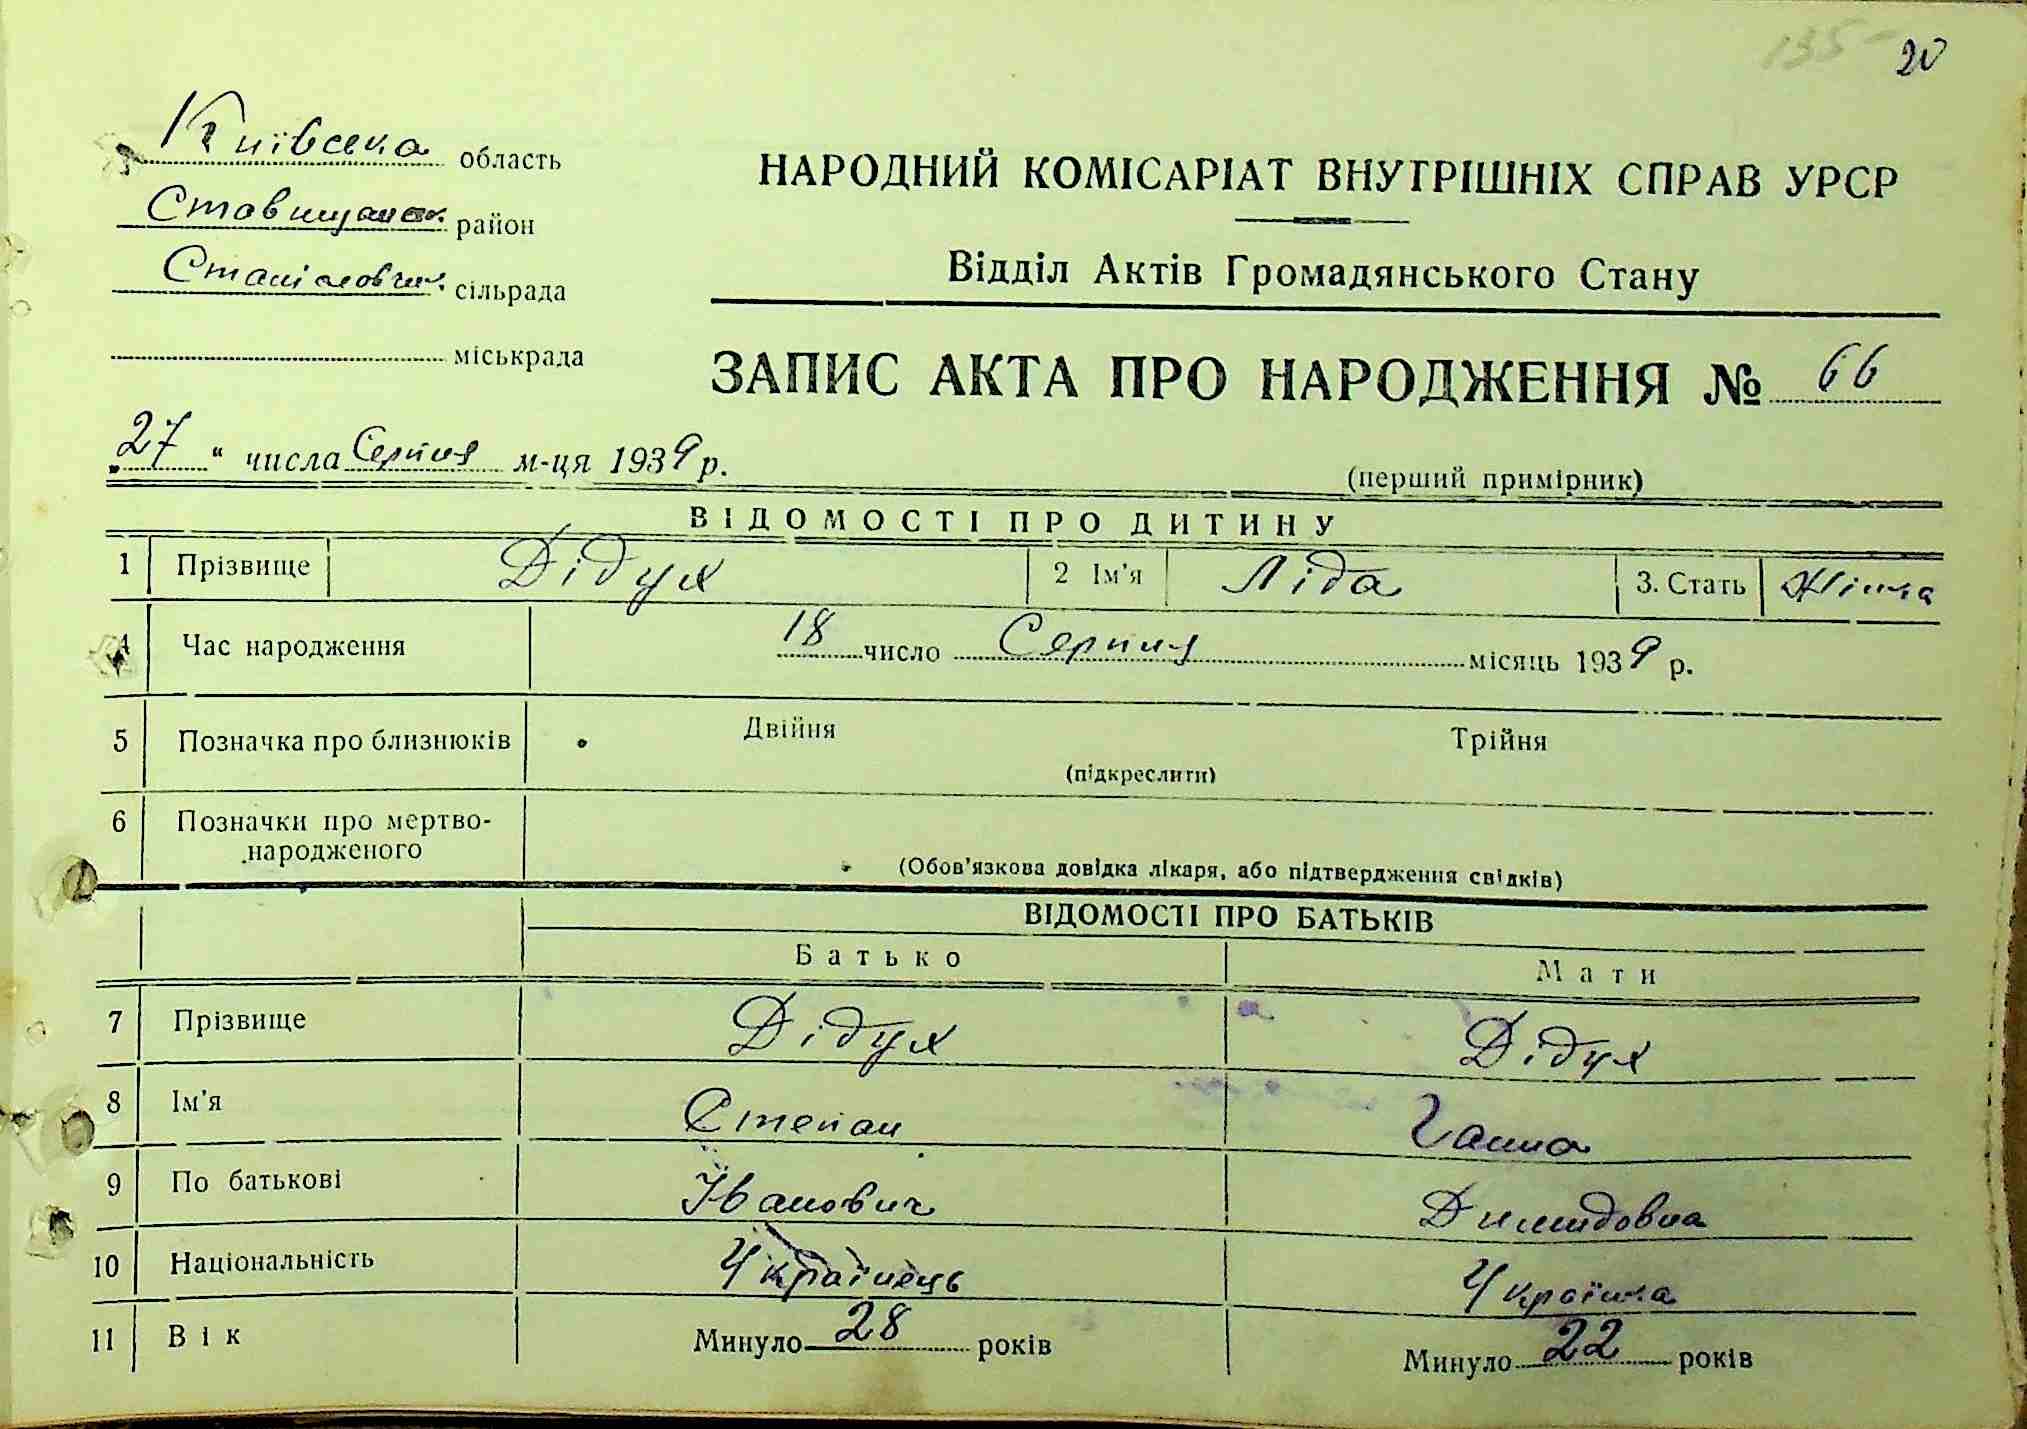 135 20
Київська область
Ставищанськ. район
Станіславчик. сільрада
міськрада
НАРОДНИЙ КОМІСАРІАТ ВНУТРІШНІХ СПРАВ УРСР
Відділ Актів Громадянського Стану
ЗАПИС АКТА ПРО НАРОДЖЕННЯ № 66
„27“ числа Серпня м-ця 1939 р.
(перший примірник)
ВІДОМОСТІ ПРО ДИТИНУ
1 Прізвище Дідух 2 Ім'я Ліда 3. Стать Жіноча
4 Час народження 18 число Серпня місяць 1939 р.
5 Позначка про близнюків Двійня Трійня
(підкреслити)
6 Позначки про мертво-
народженого
(Обов'язкова довідка лікаря, або підтвердження свідків)
ВІДОМОСТІ ПРО БАТЬКІВ
Батько Мати
7 Прізвище Дідух Дідух
8 Ім'я Степан Ганна
9 По батькові Іванович Димидовна
10 Національність Українець Українка
11 Вік Минуло 28 років Минуло 22 років